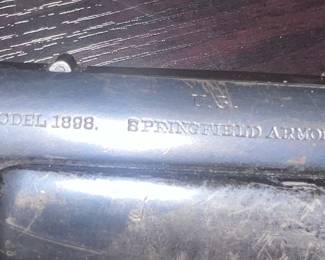 ODEL 1898. SPRINGFIELD ARMO